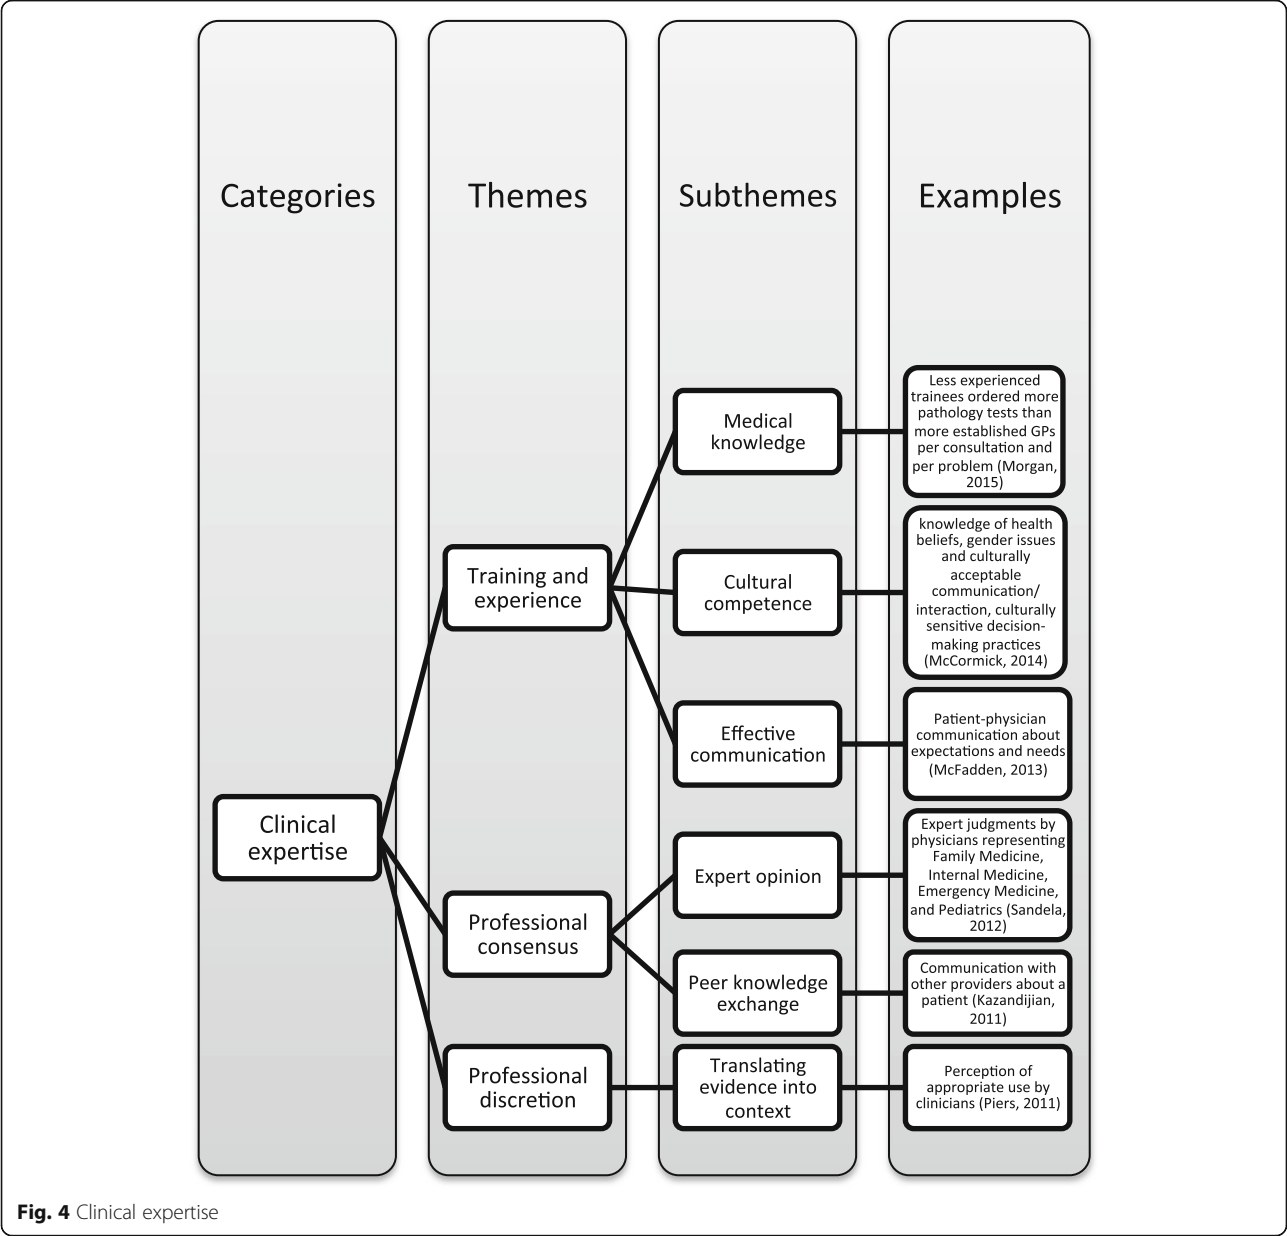 Categories
Themes
Subthemes
Examples
Clinical
expertise
Training and
experience
Professional
consensus
Professional
discretion
Medical
knowledge
Cultural
competence
Effective
communication
Expert opinion
Peer knowledge
exchange
Translating
evidence into
context
Less experienced
trainees ordered more
pathology tests than
more established GPs
per consultation and
per problem (Morgan,
2015)
knowledge of health
beliefs, gender issues
and culturally
acceptable
communication/
interaction, culturally
sensitive decision-
making practices
(McCormick, 2014)
Patient-physician
communication about
expectations and needs
(McFadden, 2013)
Expert judgments by
physicians representing
Family Medicine,
Internal Medicine,
Emergency Medicine,
and Pediatrics (Sandela,
2012)
Communication with
other providers about a
patient (Kazandijian,
2011)
Perception of
appropriate use by
clinicians (Piers, 2011)
Fig. 4 Clinical expertise